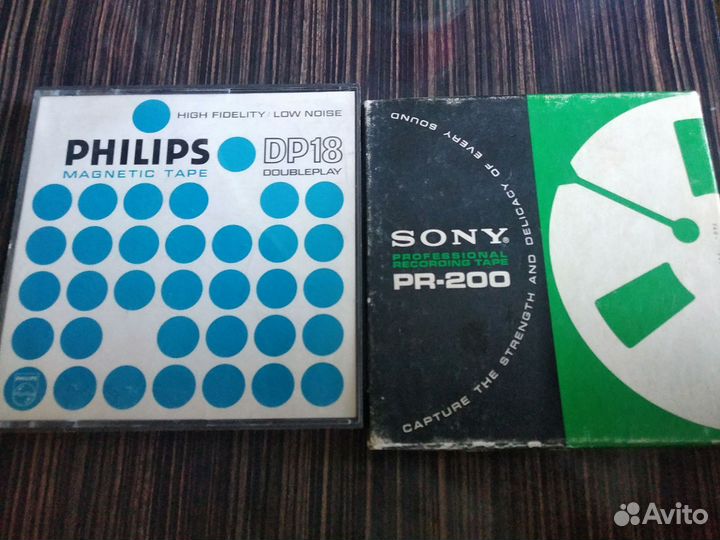 HIGH FIDELITY / LOW NOISE
PHILIPS DP18
MAGNETIC TAPE DOUBLEPLAY
PHILIPS
SONY®
PROFESSIONAL
RECORDING TAPE
PR-200
CAPTURE THE STRENGTH AND DELICACY OF EVERY SOUND
Avito